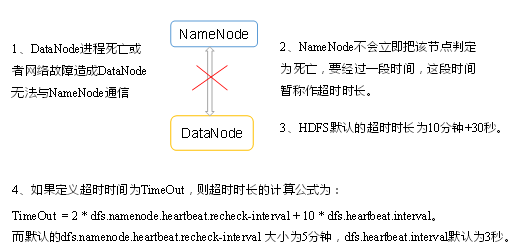 NameNode
1、DataNode进程死亡或
者网络故障造成DataNode
无法与NameNode通信
2、NameNode不会立即把该节点判定
为死亡，要经过一段时间，这段时间
暂称作超时时长。
DataNode
3、HDFS默认的超时时长为10分钟+30秒。
4、如果定义超时时间为TimeOut，则超时时长的计算公式为：
TimeOut = 2 * dfs.namenode.heartbeat.recheck-interval + 10 * dfs.heartbeat.interval。
而默认的dfs.namenode.heartbeat.recheck-interval 大小为5分钟，dfs.heartbeat.interval默认为3秒。